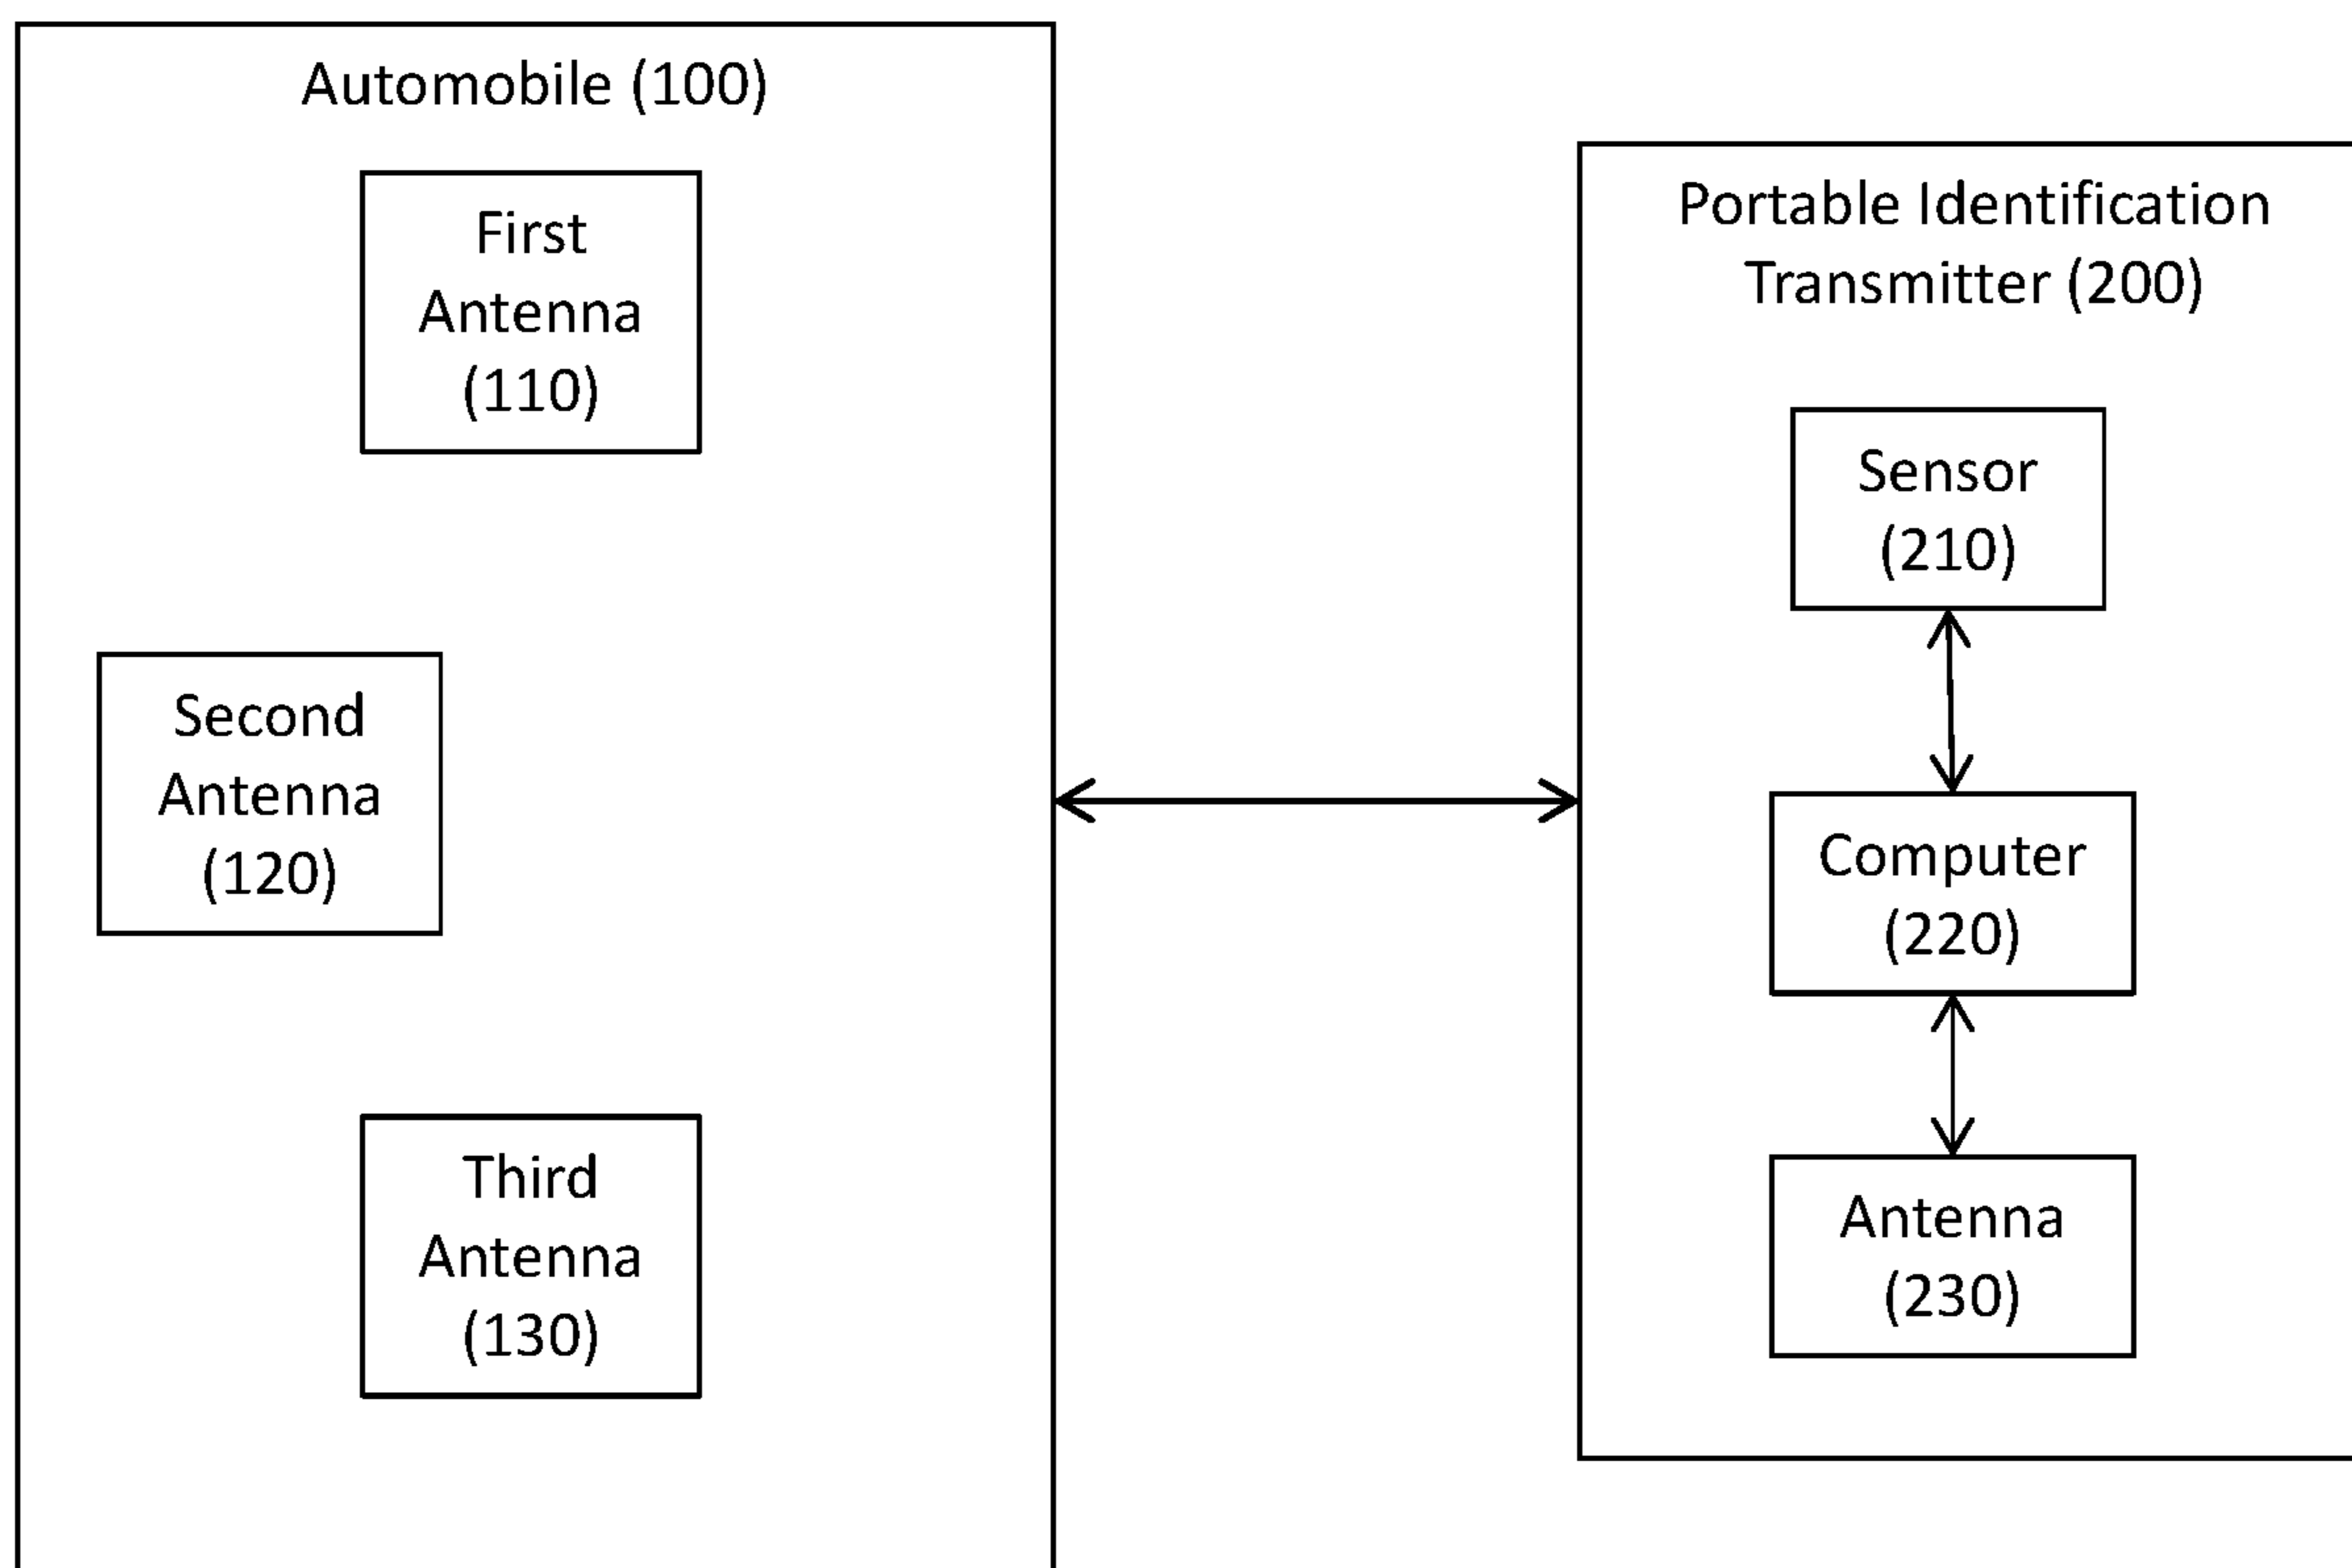 Automobile (100)
First
Antenna
(110)
Second
Antenna
(120)
Third
Antenna
(130)
Portable Identification
Transmitter (200)
Sensor
(210)
Computer
(220)
Antenna
(230)